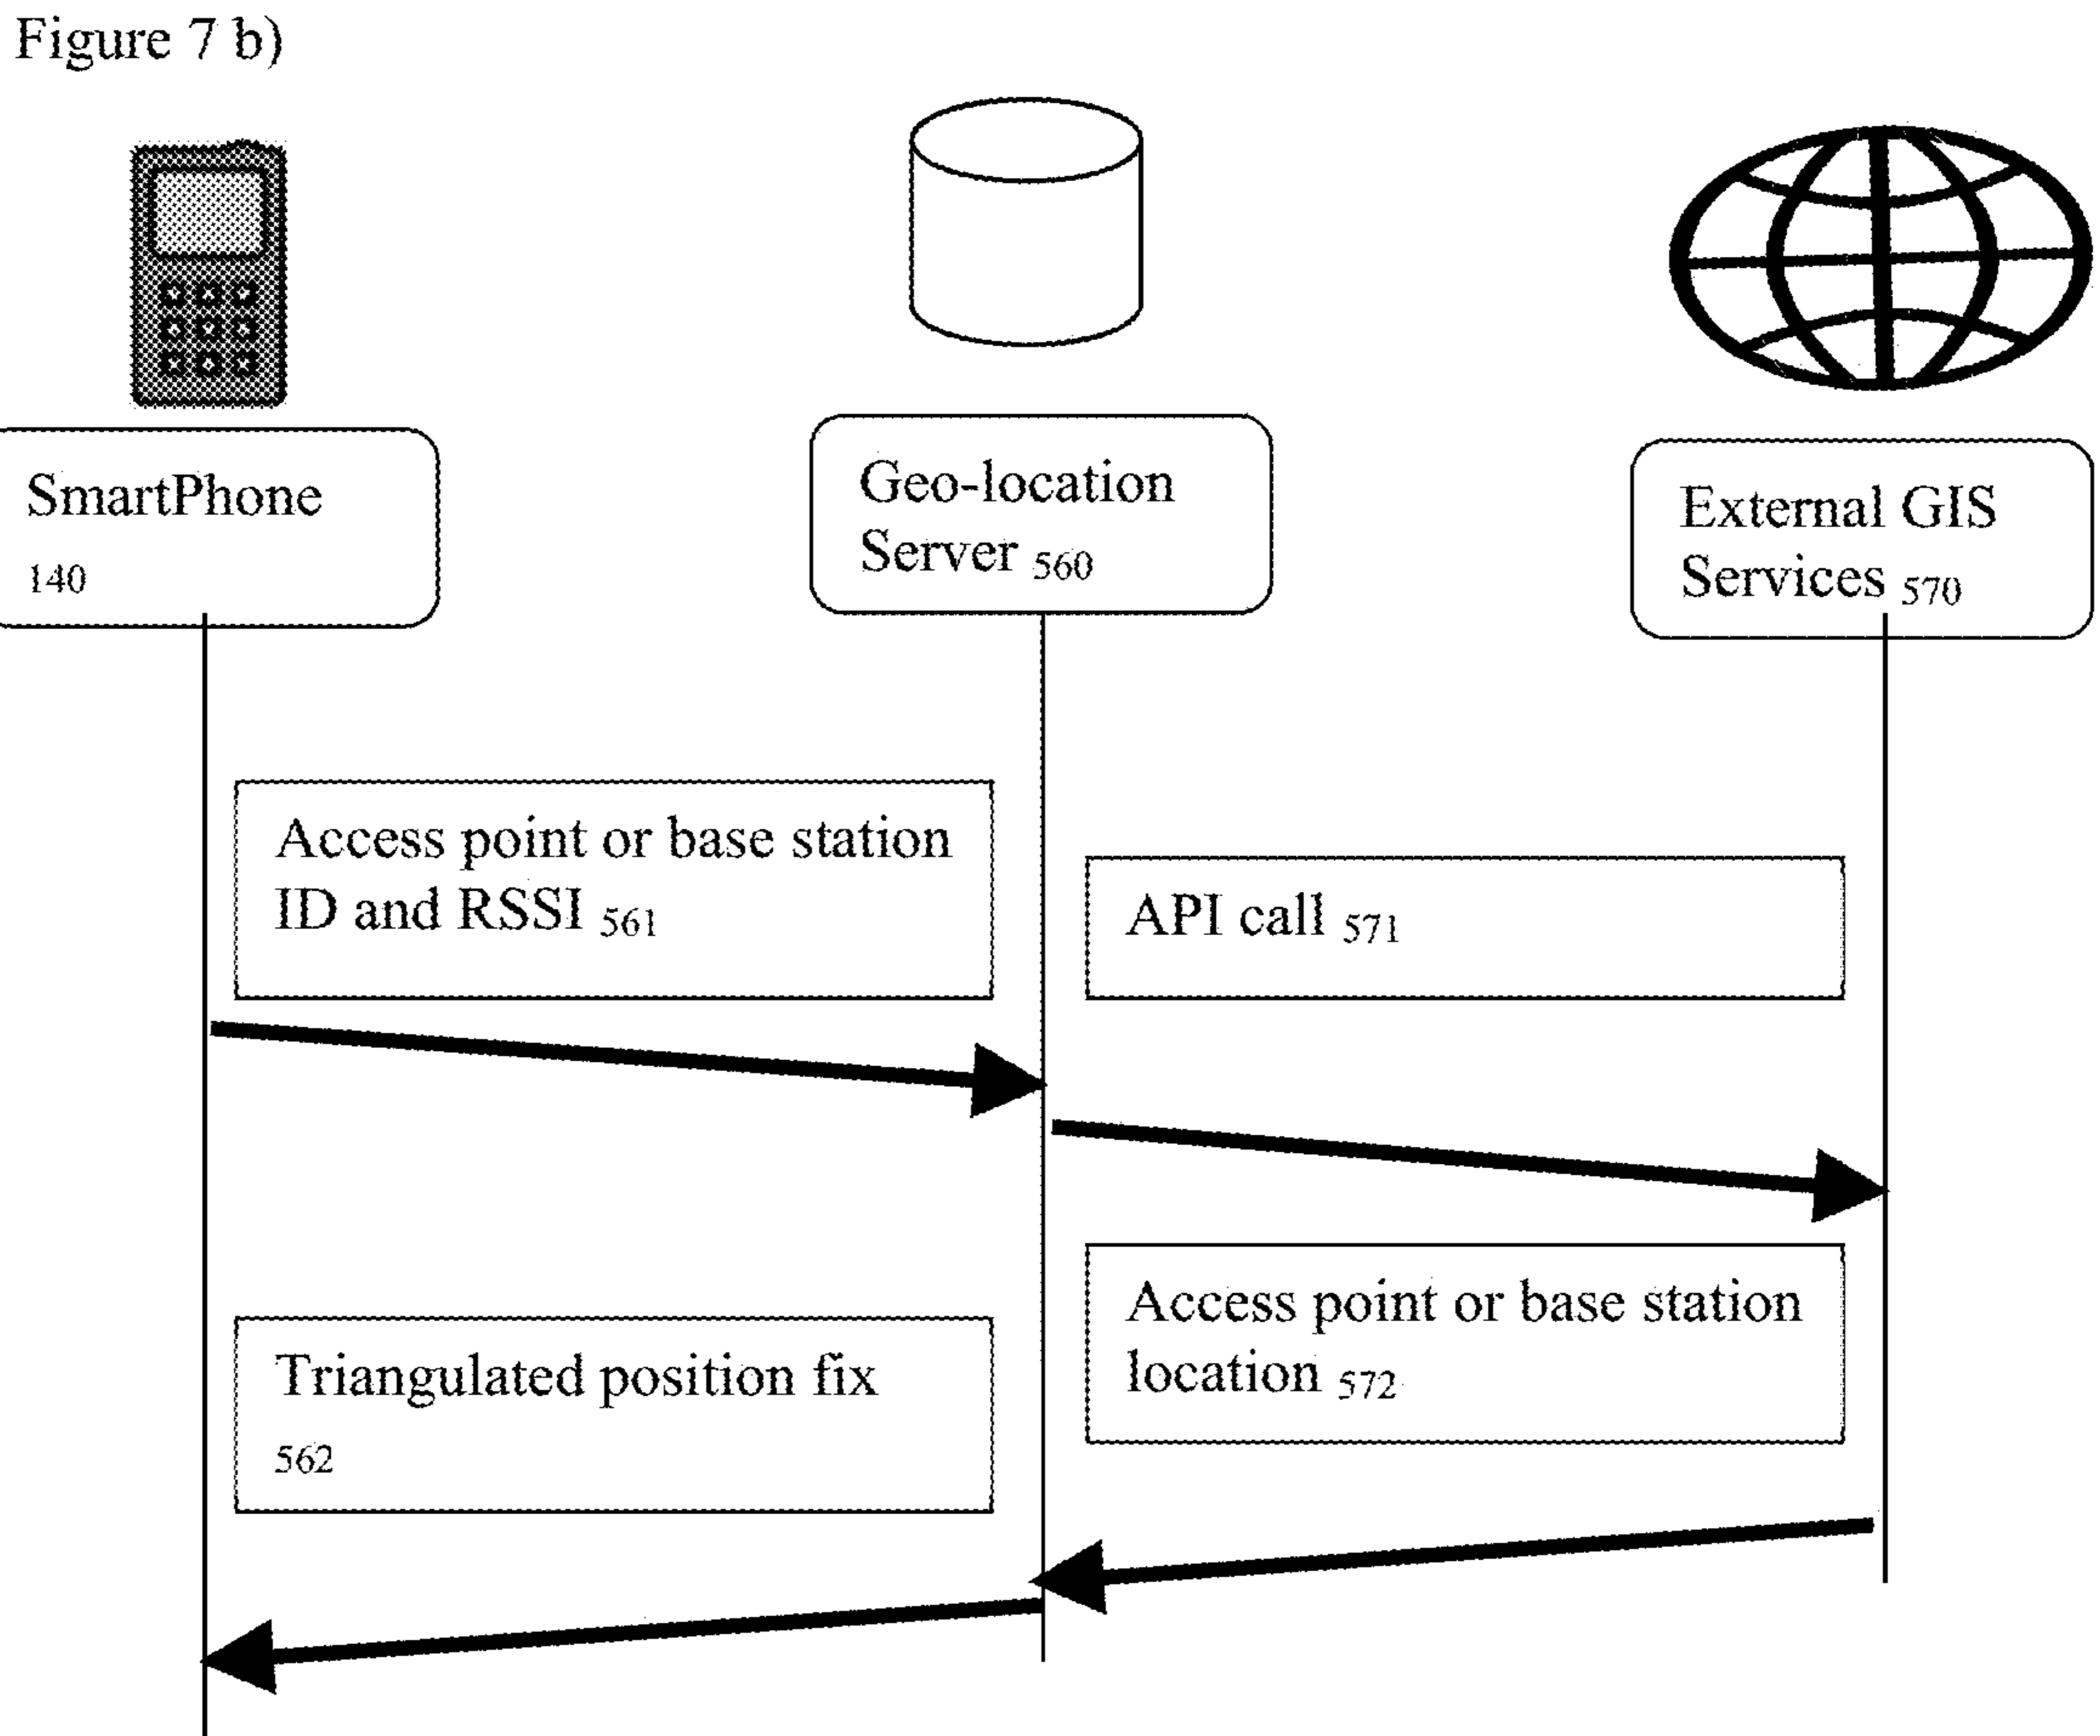 Figure 7 b)
SmartPhone
140
Geo-location
Server 560
External GIS
Services 570
Access point or base station
ID and RSSI 561
API call 571
Access point or base station
location 572
Triangulated position fix
562